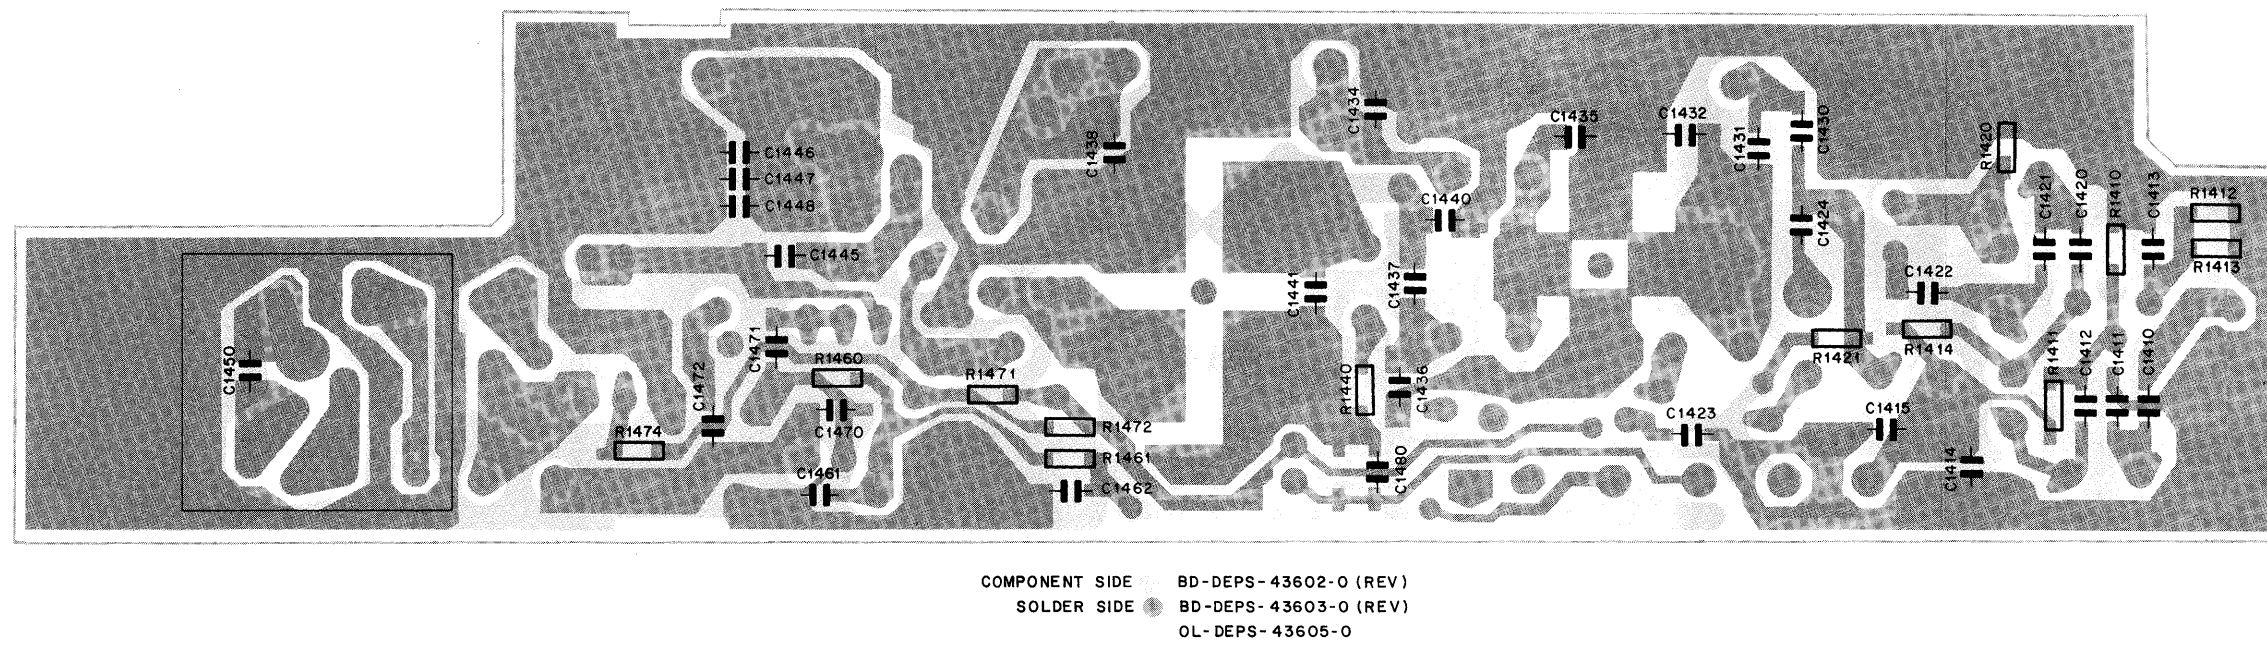 C1434
C1435
C1432
C1430
C1431
C1438
R1420
C1446
C1447
C1448
C1440
C1424
C1421
C1420
R1410
C1413
R1412
C1445
C1441
C1437
C1422
R1413
C1450
C1471
R1460
R1471
R1421
R1414
R1411
C1412
C1411
C1410
C1472
R1440
C1436
R1474
C1470
R1472
C1423
C1415
R1461
C1461
C1462
C1480
C1414
COMPONENT SIDE BD-DEPS-43602-0 (REV)
SOLDER SIDE BD-DEPS-43603-0 (REV)
OL-DEPS-43605-0